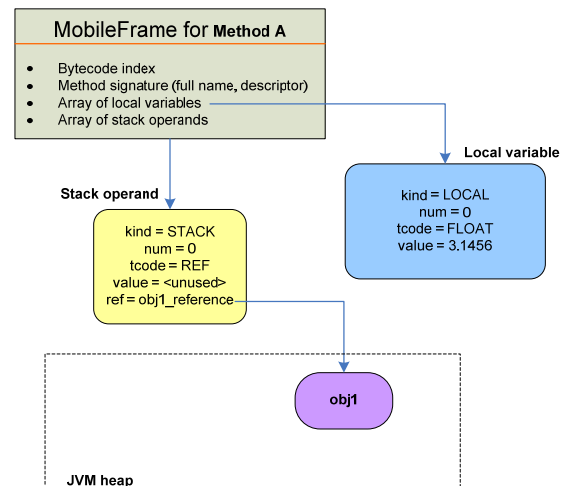 MobileFrame for Method A
• Bytecode index
• Method signature (full name, descriptor)
• Array of local variables
• Array of stack operands
Local variable
kind = LOCAL
num = 0
tcode = FLOAT
value = 3.1456
Stack operand
kind = STACK
num = 0
tcode = REF
value = <unused>
ref = obj1_reference
obj1
JVM heap